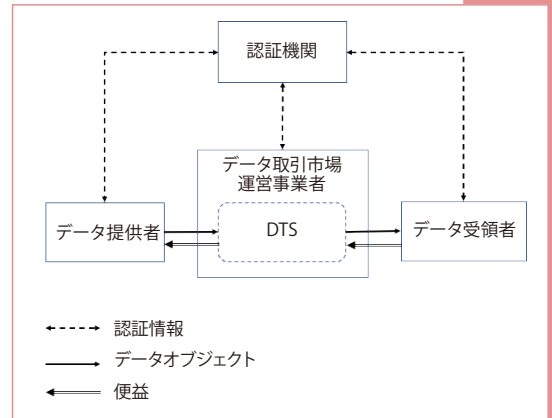 認証機関
データ取引市場
運営事業者
データ提供者
DTS
データ受領者
認証情報
データオブジェクト
便益